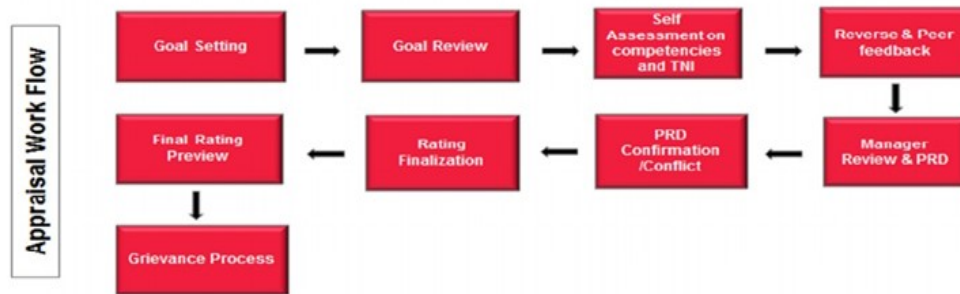 Appraisal Work Flow
Goal Setting
Goal Review
Self
Assessment on
competencies
and TNI
Reverse & Peer
feedback
Manager
Review & PRD
PRD
Confirmation
/Conflict
Rating
Finalization
Final Rating
Preview
Grievance Process